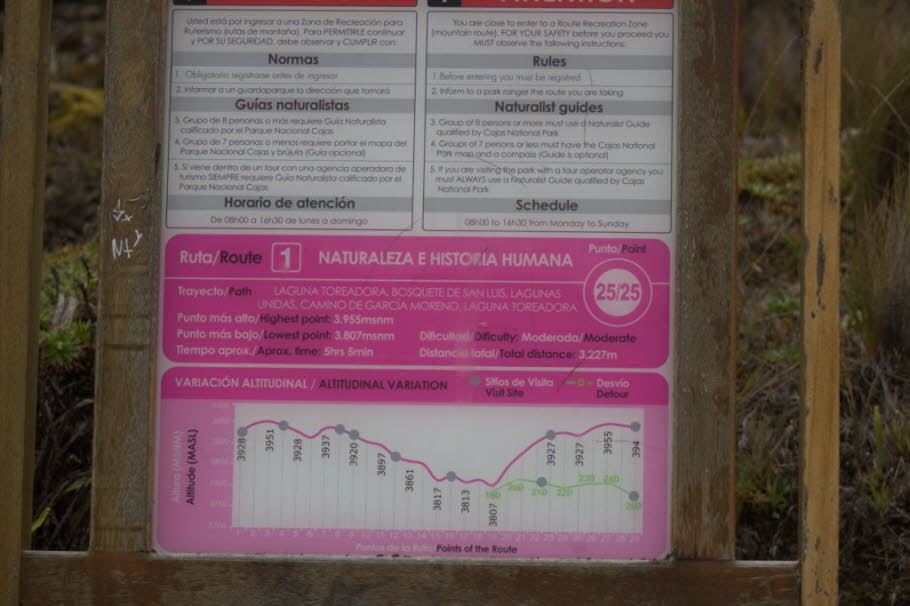 Usted está por ingresar a una Zona de Recreación para
Ruterismo (rutas de montaña). Para PERMITIRLE continuar
y POR SU SEGURIDAD, debe observar y CUMPLIR con:
Normas
1. Obligatorio registrarse antes de ingresar
2. Informar a un guardaparque la dirección que tomará
Guías naturalistas
3. Grupo de 8 personas o más requiere Guía Naturalista
calificado por el Parque Nacional Cajas
4. Grupo de 7 personas o menos requiere portar el mapa del
Parque Nacional Cajas y brújula (Guía opcional)
5. Si viene dentro de un tour con una agencia operadora de
turismo SIEMPRE requiere Guía Naturalista calificado por el
Parque Nacional Cajas
Horario de atención
De 08h00 a 16h30 de lunes a domingo
You are close to enter to a Route Recreation Zone
(mountain route). FOR YOUR SAFETY before you proceed you
MUST observe the following instructions:
Rules
1. Before entering you must be registred
2. Inform to a park ranger the route you are taking
Naturalist guides
3. Group of 8 persons or more must use a Naturalist Guide
qualified by Cajas National Park
4. Groups of 7 persons or less must have the Cajas National
Park map and a compass (Guide is optional)
5. If you are visiting the park with a tour operator agency you
must ALWAYS use a Naturalist Guide qualified by Cajas
National Park
Schedule
08h00 to 16h30 from Monday to Sunday
Ruta/Route 1 NATURALEZA E HISTORIA HUMANA
Punto/Point
25/25
Trayecto/Path LAGUNA TOREADORA, BOSQUETE DE SAN LUIS, LAGUNAS
UNIDAS, CAMINO DE GARCÍA MORENO, LAGUNA TOREADORA
Punto más alto/Highest point: 3.955msnm
Punto más bajo/Lowest point: 3.807msnm
Dificultad/Dificulty: Moderada/Moderate
Tiempo aprox./Aprox. time: 5hrs 5min
Distancia total/Total distance: 3.227m
VARIACIÓN ALTITUDINAL / ALTITUDINAL VARIATION
Sitios de Visita
Visit Site
Desvío
Detour
Altura (MSNM)
Altitude (MASL)
3928 3951 3928 3937 3920 3897 3861 3817 3813 3807 3927 3927 3955 394
20D 21D 22D 23D 24D
Puntos de la Ruta/Points of the Route